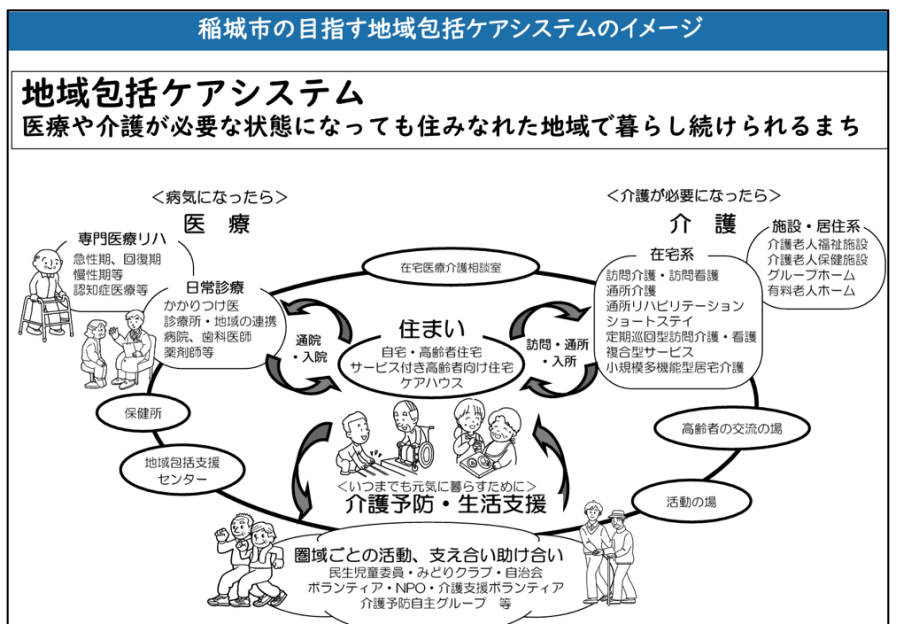 稲城市の目指す地域包括ケアシステムのイメージ
地域包括ケアシステム
医療や介護が必要な状態になっても住みなれた地域で暮らし続けられるまち
＜病気になったら＞
医　療
専門医療リハ
急性期、回復期
慢性期等
認知症医療等
日常診療
かかりつけ医
診療所・地域の連携
病院、歯科医師
薬剤師等
在宅医療介護相談室
＜介護が必要になったら＞
介　護
施設・居住系
介護老人福祉施設
介護老人保健施設
グループホーム
有料老人ホーム
在宅系
訪問介護・訪問看護
通所介護
通所リハビリテーション
ショートステイ
定期巡回型訪問介護・看護
複合型サービス
小規模多機能型居宅介護
通院
・入院
住まい
自宅・高齢者住宅
サービス付き高齢者向け住宅
ケアハウス
訪問・通所
・入所
保健所
地域包括支援
センター
高齢者の交流の場
活動の場
＜いつまでも元気に暮らすために＞
介護予防・生活支援
圏域ごとの活動、支え合い助け合い
民生児童委員・みどりクラブ・自治会
ボランティア・NPO・介護支援ボランティア
介護予防自主グループ　等